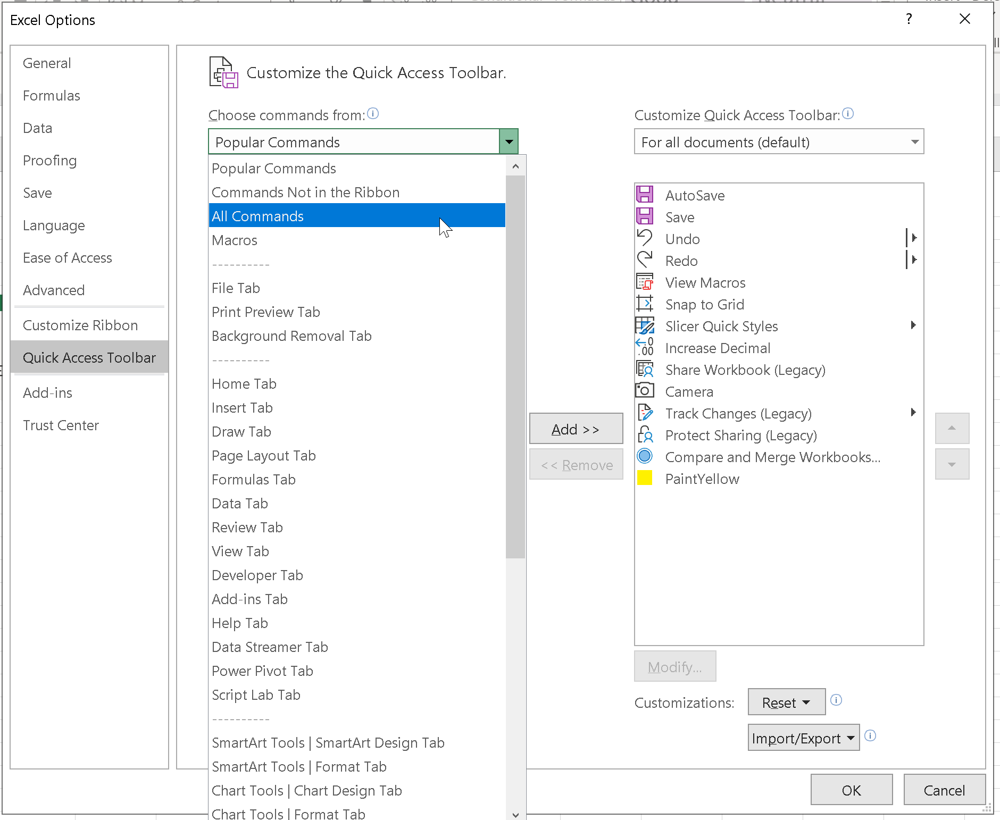 Excel Options
?
General
Formulas
Data
Proofing
Save
Language
Ease of Access
Advanced
Customize Ribbon
Quick Access Toolbar
Add-ins
Trust Center
Customize the Quick Access Toolbar.
Choose commands from:
Popular Commands
Popular Commands
Commands Not in the Ribbon
All Commands
Macros
----------
File Tab
Print Preview Tab
Background Removal Tab
----------
Home Tab
Insert Tab
Draw Tab
Page Layout Tab
Formulas Tab
Data Tab
Review Tab
View Tab
Developer Tab
Add-ins Tab
Help Tab
Data Streamer Tab
Power Pivot Tab
Script Lab Tab
----------
SmartArt Tools | SmartArt Design Tab
SmartArt Tools | Format Tab
Chart Tools | Chart Design Tab
Chart Tools | Format Tab
Add >>
<< Remove
Customize Quick Access Toolbar:
For all documents (default)
AutoSave
Save
Undo
Redo
View Macros
Snap to Grid
Slicer Quick Styles
Increase Decimal
Share Workbook (Legacy)
Camera
Track Changes (Legacy)
Protect Sharing (Legacy)
Compare and Merge Workbooks...
PaintYellow
Modify...
Customizations:
Reset
Import/Export
OK
Cancel